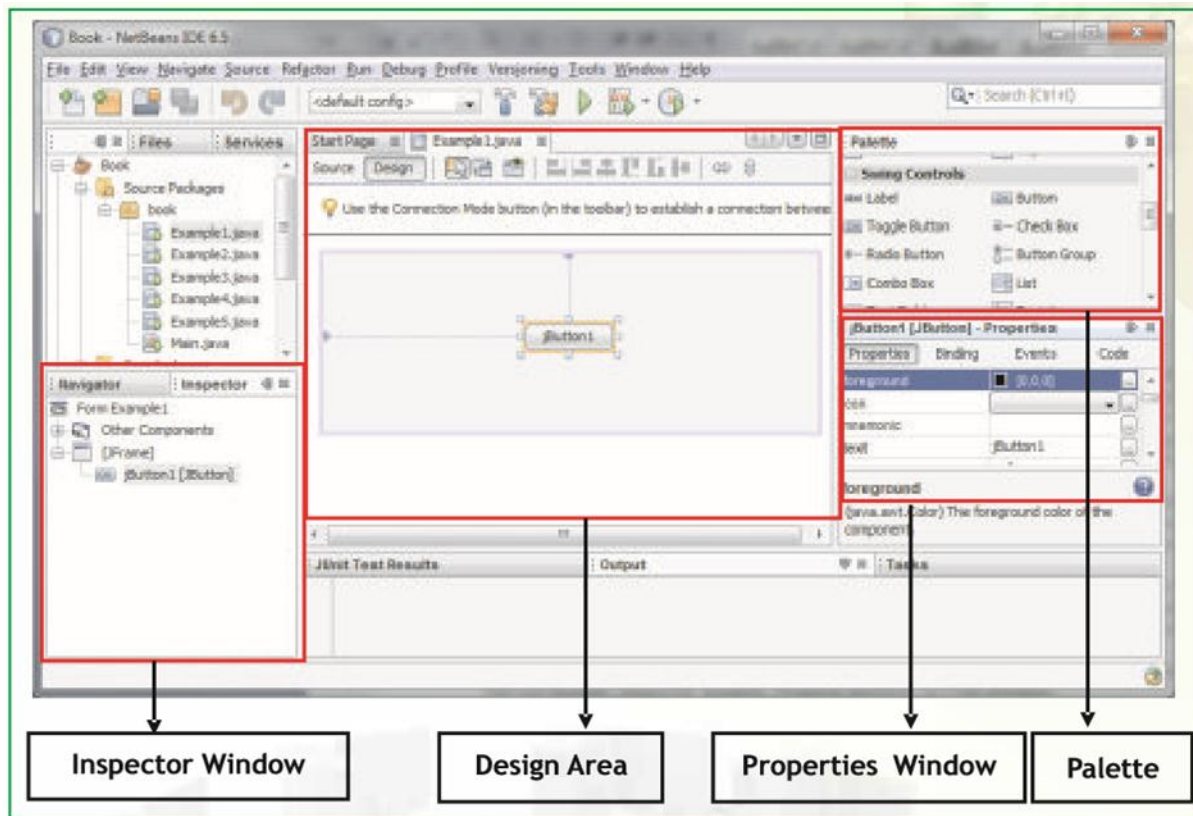 Book - NetBeans IDE 6.5
File Edit View Navigate Source Refactor Run Debug Profile Versioning Tools Window Help
<default config>
Search (Ctrl+I)
Files Services
Book
Source Packages
book
Example1.java
Example2.java
Example3.java
Example4.java
Example5.java
Main.java
Navigator Inspector
Form Example1
Other Components
[JFrame]
jButton1 [JButton]
Start Page Example1.java
Source Design
Use the Connection Mode button (in the toolbar) to establish a connection between
jButton1
Palette
Swing Controls
Label Button
Toggle Button Check Box
Radio Button Button Group
Combo Box List
jButton1 [JButton] - Properties
Properties Binding Events Code
foreground [0,0,0]
icon
mnemonic
text jButton1
foreground
(java.awt.Color) The foreground color of the
component.
JUnit Test Results Output Tasks
Inspector Window Design Area Properties Window Palette